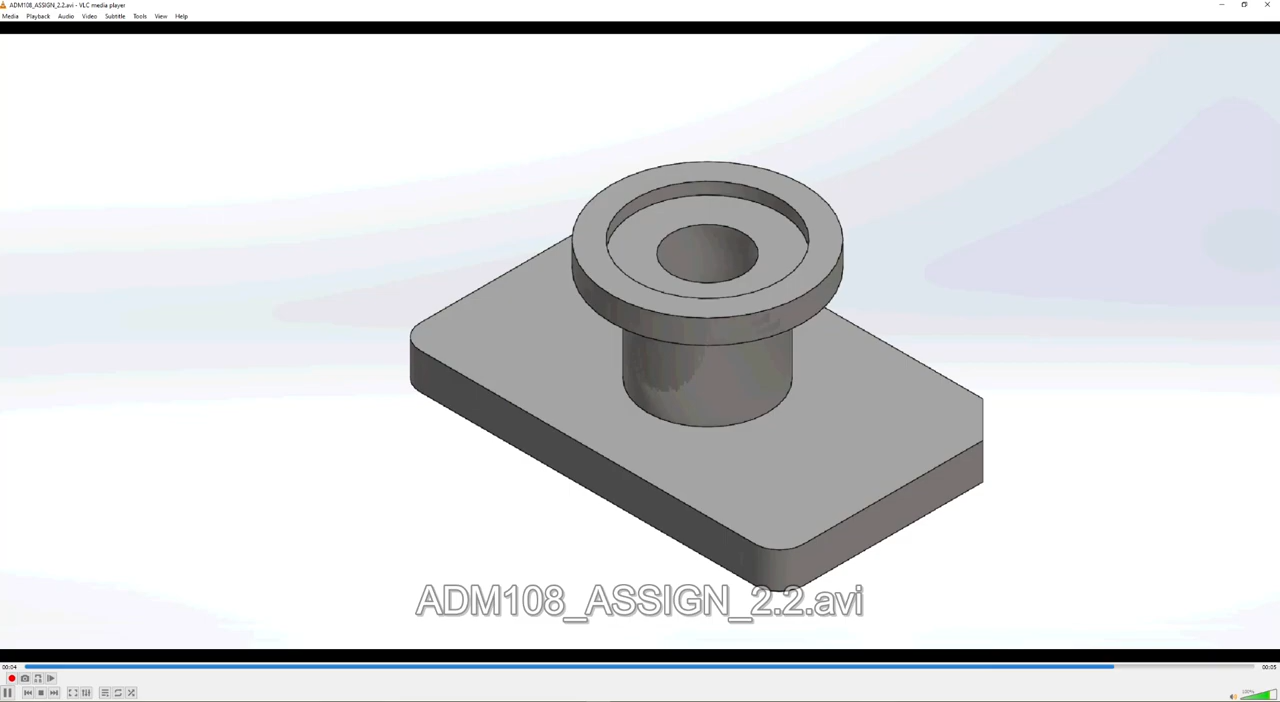 ADM108_ASSIGN_2.2.avi - VLC media player
Media Playback Audio Video Subtitle Tools View Help
ADM108_ASSIGN_2.2.avi
00:04
00:05
100%